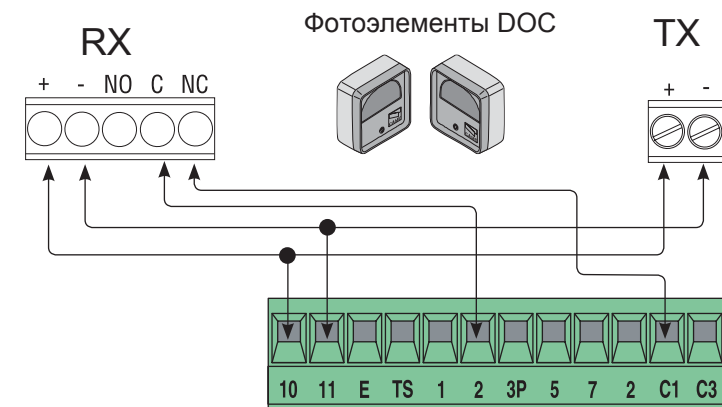 Фотоэлементы DOC
RX
TX
+ - NO C NC
+ -
10 11 E TS 1 2 3P 5 7 2 C1 C3